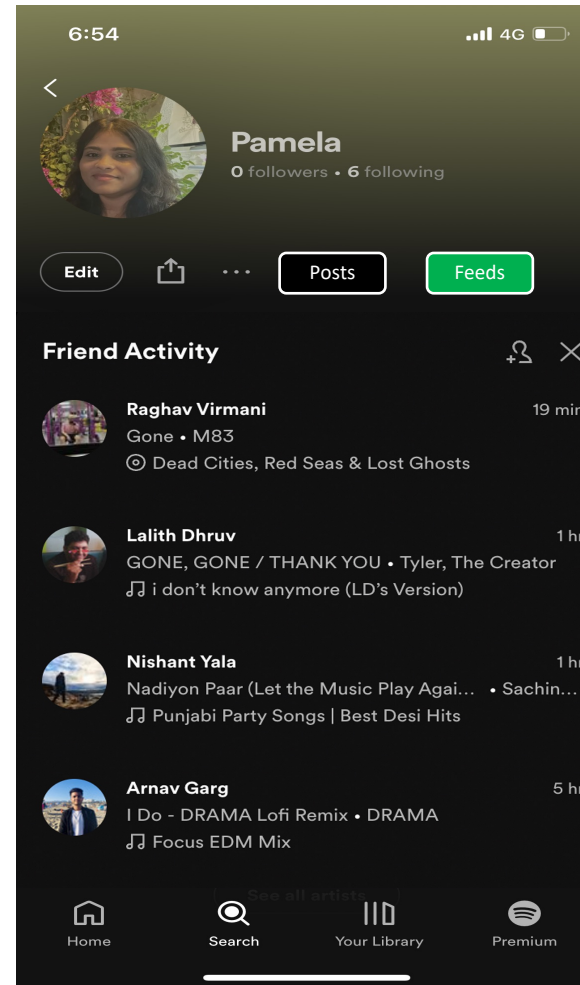 6:54 4G
Pamela
0 followers • 6 following
Edit ... Posts Feeds
Friend Activity
Raghav Virmani 19 min
Gone • M83
Dead Cities, Red Seas & Lost Ghosts
Lalith Dhruv 1 h
GONE, GONE / THANK YOU • Tyler, The Creator
i don't know anymore (LD's Version)
Nishant Yala 1 h
Nadiyon Paar (Let the Music Play Agai... • Sachin...
Punjabi Party Songs | Best Desi Hits
Arnav Garg 5 h
I Do - DRAMA Lofi Remix • DRAMA
Focus EDM Mix
See all artists
Home Search Your Library Premium